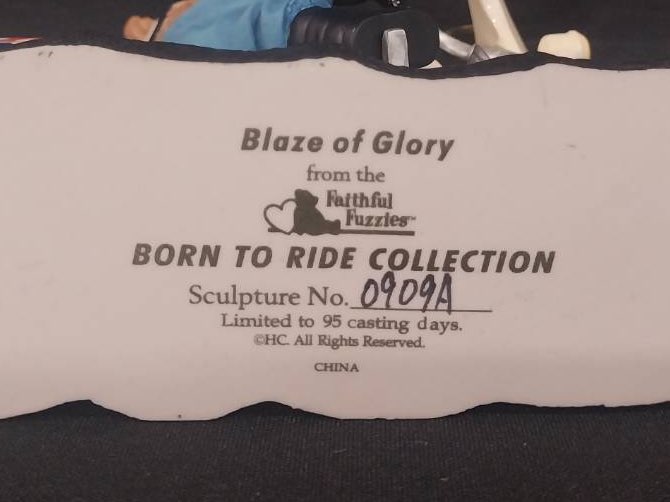 Blaze of Glory
from the
Faithful
Fuzzies™
BORN TO RIDE COLLECTION
Sculpture No. 0909A
Limited to 95 casting days.
©HC. All Rights Reserved.
CHINA